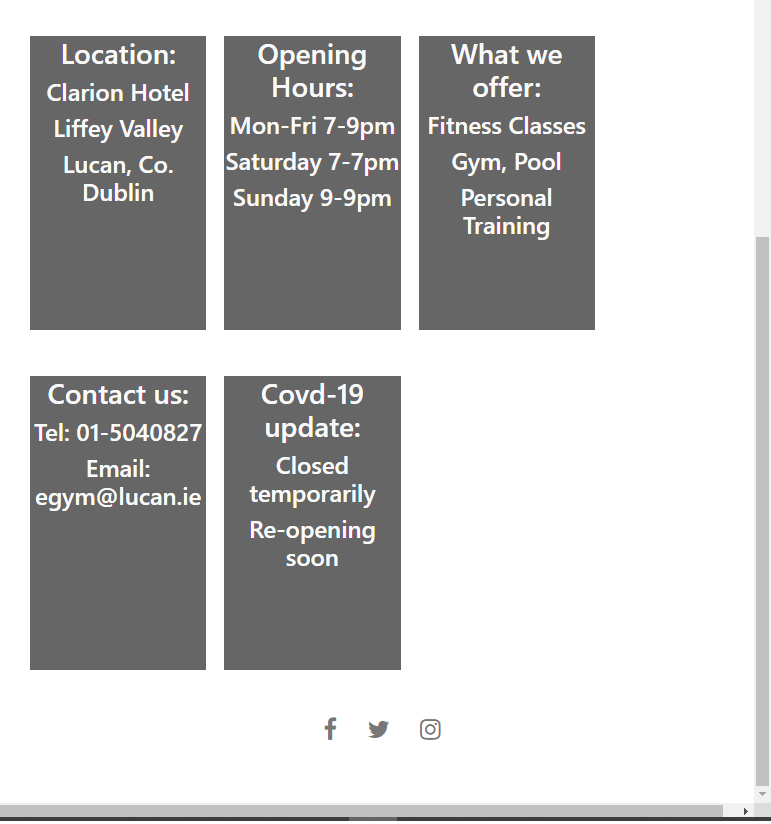 Location:
Clarion Hotel
Liffey Valley
Lucan, Co.
Dublin
Opening
Hours:
Mon-Fri 7-9pm
Saturday 7-7pm
Sunday 9-9pm
What we
offer:
Fitness Classes
Gym, Pool
Personal
Training
Contact us:
Tel: 01-5040827
Email:
egym@lucan.ie
Covd-19
update:
Closed
temporarily
Re-opening
soon